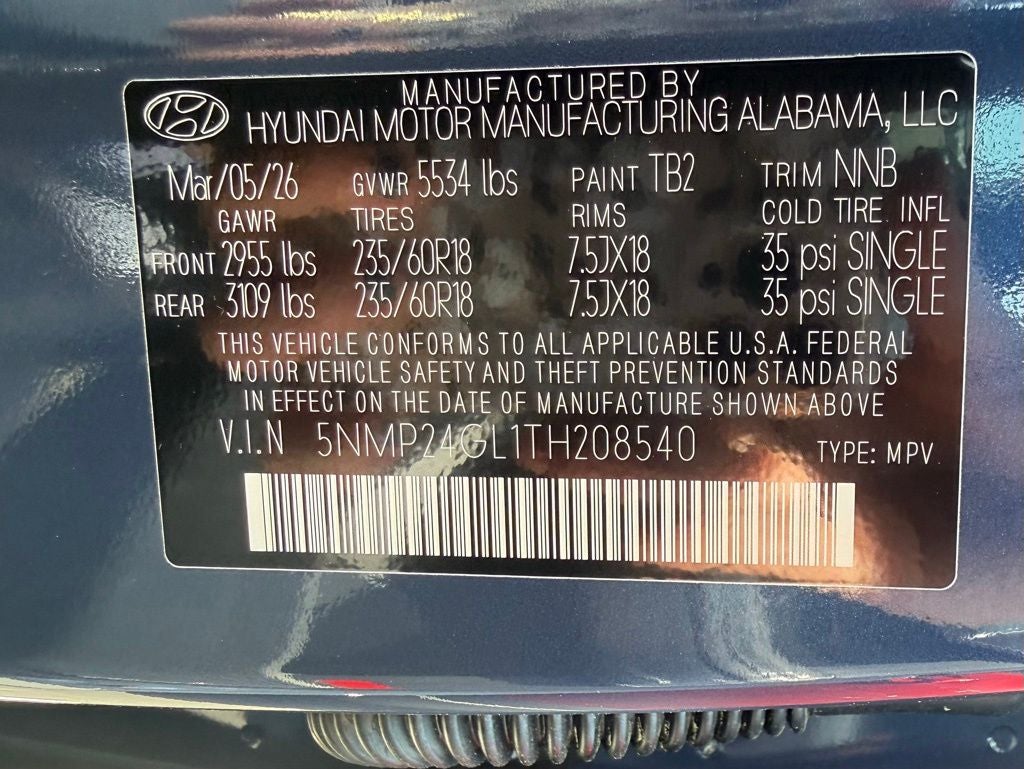 MANUFACTURED BY
HYUNDAI MOTOR MANUFACTURING ALABAMA, LLC
Mar/05/26 GVWR 5534 lbs PAINT TB2 TRIM NNB
GAWR TIRES RIMS COLD TIRE INFL
FRONT 2955 lbs 235/60R18 7.5JX18 35 psi SINGLE
REAR 3109 lbs 235/60R18 7.5JX18 35 psi SINGLE
THIS VEHICLE CONFORMS TO ALL APPLICABLE U.S.A. FEDERAL
MOTOR VEHICLE SAFETY AND THEFT PREVENTION STANDARDS
IN EFFECT ON THE DATE OF MANUFACTURE SHOWN ABOVE
V.I.N 5NMP24GL1TH208540 TYPE: MPV